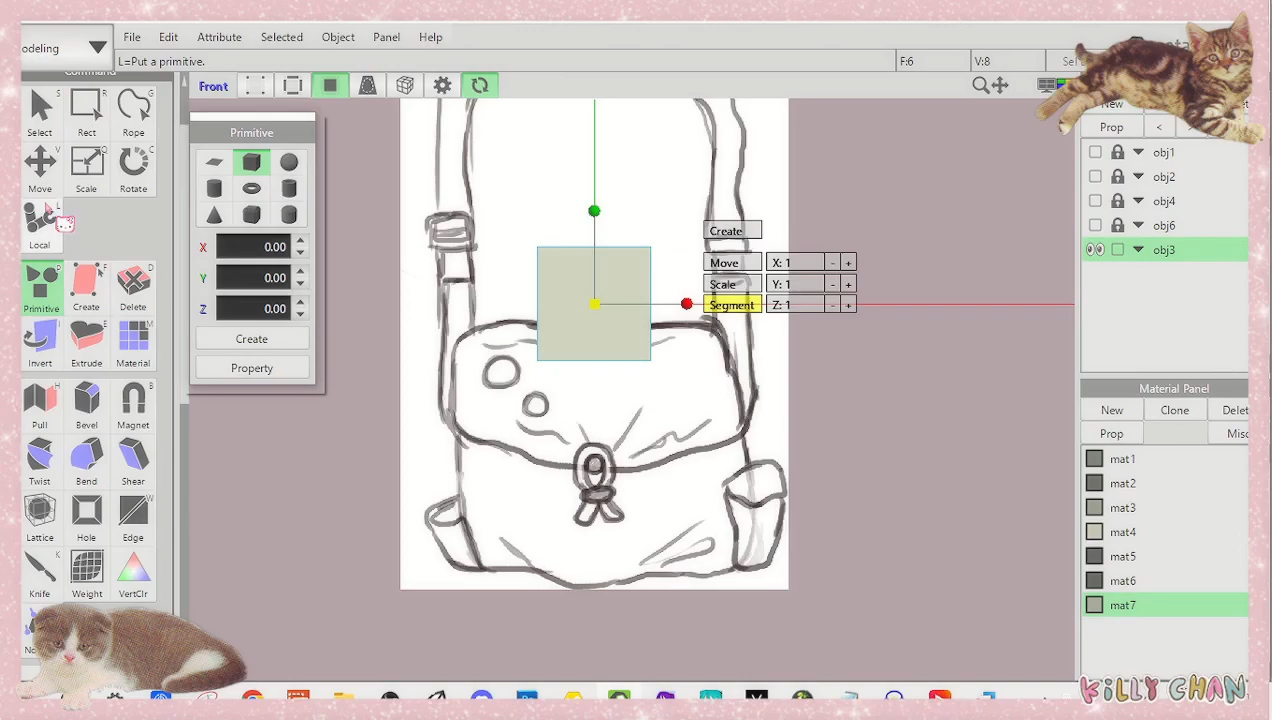 odeling
File Edit Attribute Selected Object Panel Help
L=Put a primitive.
F:6
V:8
Command
Front
S
Select
R
Rect
G
Rope
V
Move
Q
Scale
C
Rotate
L
Local
P
Primitive
F
Create
D
Delete
I
Invert
E
Extrude
M
Material
H
Pull
Bevel
B
Magnet
Twist
Bend
Shear
Lattice
Hole
W
Edge
K
Knife
Weight
VertClr
Primitive
X 0.00
Y 0.00
Z 0.00
Create
Property
Create
Move X: 1 - +
Scale Y: 1 - +
Segment Z: 1 - +
New
Prop <
obj1
obj2
obj4
obj6
obj3
Material Panel
New Clone Delet
Prop Misc
mat1
mat2
mat3
mat4
mat5
mat6
mat7
KiLLY CHAN